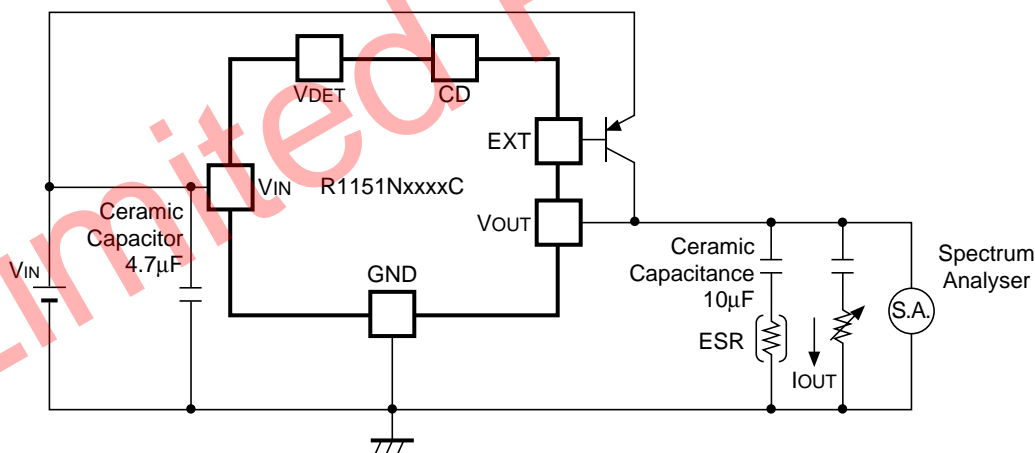 Limited
VDET
CD
EXT
VIN
R1151NxxxxC
Ceramic
Capacitor
4.7μF
VOUT
VIN
GND
Ceramic
Capacitance
10μF
ESR
IOUT
S.A.
Spectrum
Analyser